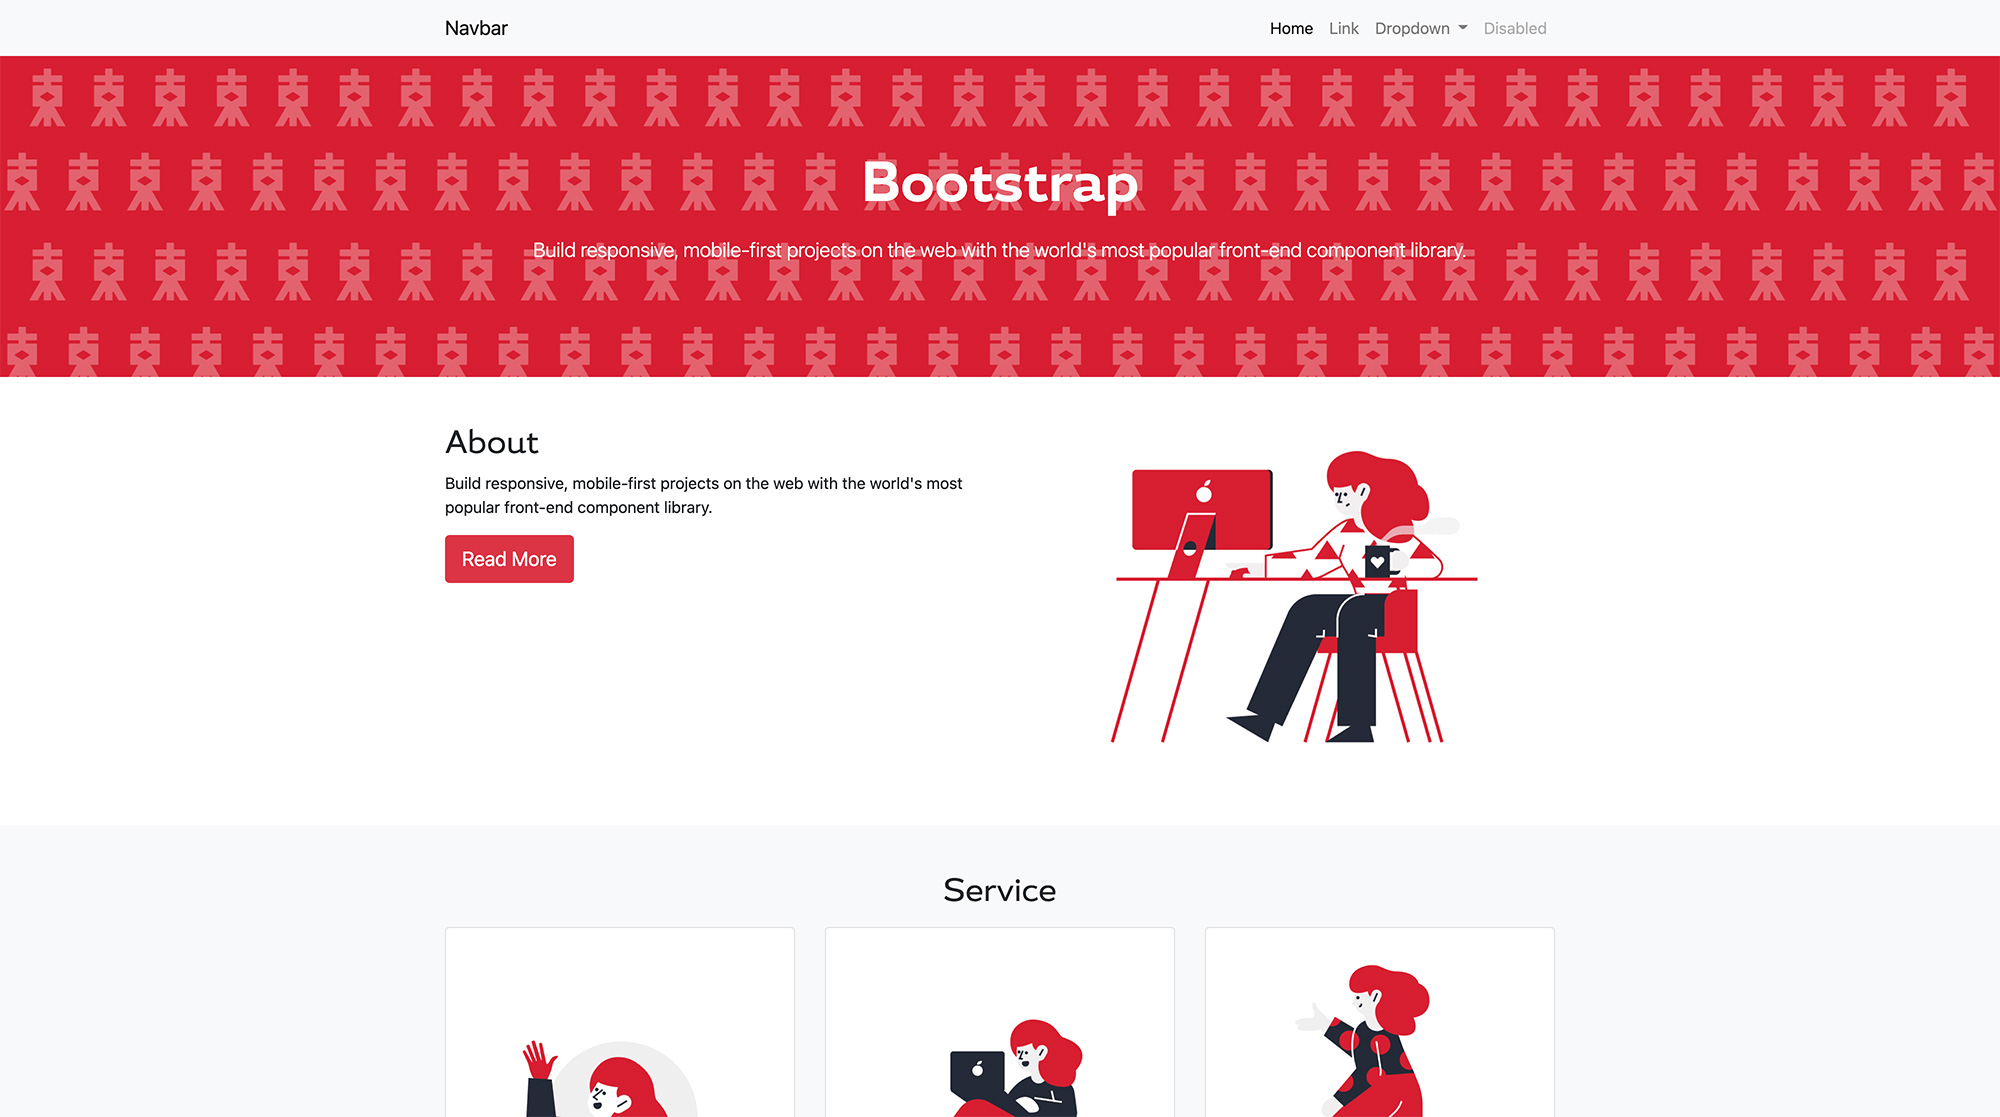 Navbar
Home Link Dropdown Disabled
Bootstrap
Build responsive, mobile-first projects on the web with the world's most popular front-end component library.
About
Build responsive, mobile-first projects on the web with the world's most
popular front-end component library.
Read More
Service